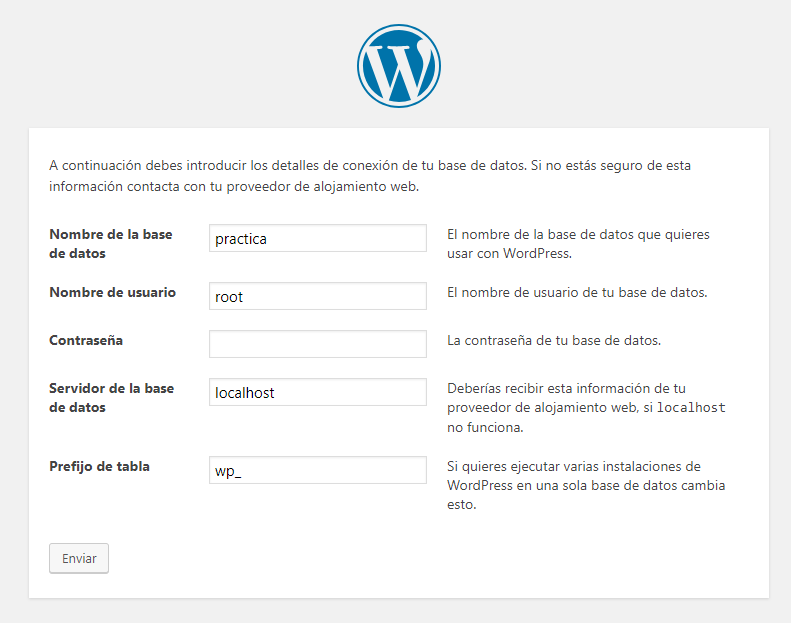 A continuación debes introducir los detalles de conexión de tu base de datos. Si no estás seguro de esta
información contacta con tu proveedor de alojamiento web.
Nombre de la base
de datos
practica
El nombre de la base de datos que quieres
usar con WordPress.
Nombre de usuario
root
El nombre de usuario de tu base de datos.
Contraseña
La contraseña de tu base de datos.
Servidor de la base
de datos
localhost
Deberías recibir esta información de tu
proveedor de alojamiento web, si localhost
no funciona.
Prefijo de tabla
wp_
Si quieres ejecutar varias instalaciones de
WordPress en una sola base de datos cambia
esto.
Enviar